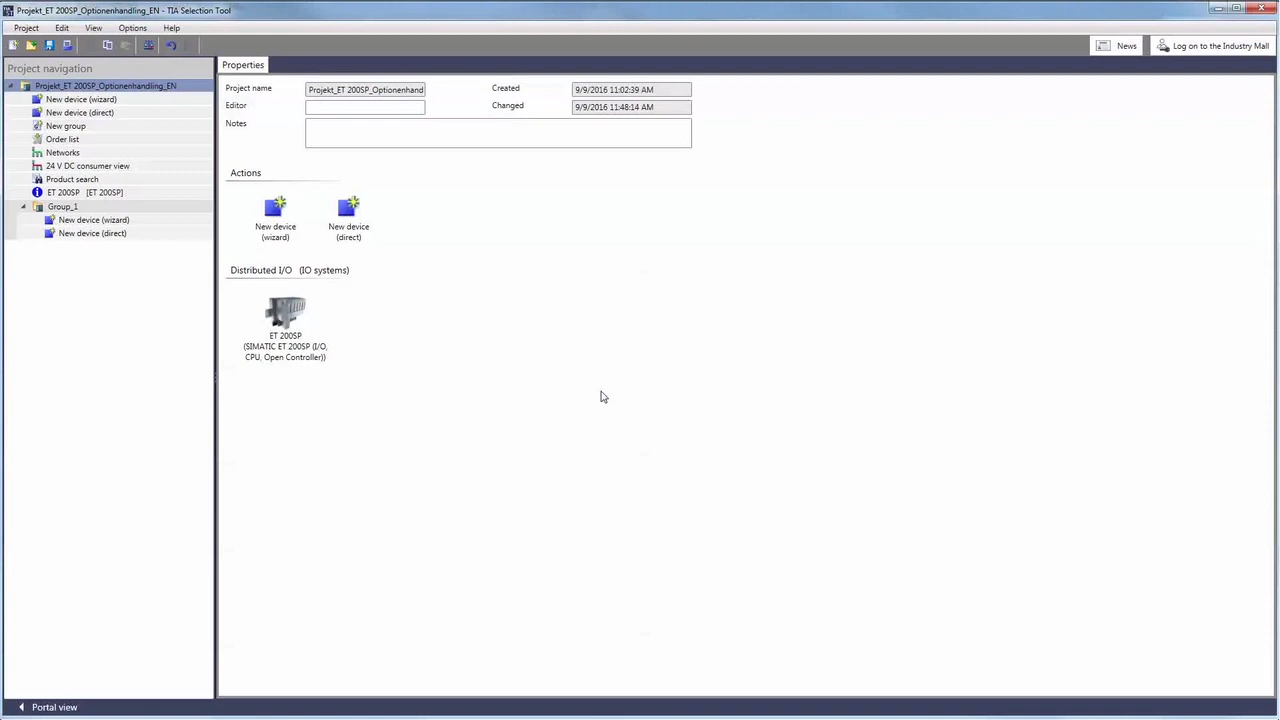 Projekt_ET 200SP_Optionenhandling_EN - TIA Selection Tool
Project Edit View Options Help
News
Log on to the Industry Mall
Project navigation
Projekt_ET 200SP_Optionenhandling_EN
New device (wizard)
New device (direct)
New group
Order list
Networks
24 V DC consumer view
Product search
ET 200SP [ET 200SP]
Group_1
New device (wizard)
New device (direct)
Properties
Project name Projekt_ET 200SP_Optionenhand Created 9/9/2016 11:02:39 AM
Editor Changed 9/9/2016 11:48:14 AM
Notes
Actions
New device
(wizard)
New device
(direct)
Distributed I/O (IO systems)
ET 200SP
(SIMATIC ET 200SP (I/O,
CPU, Open Controller))
Portal view